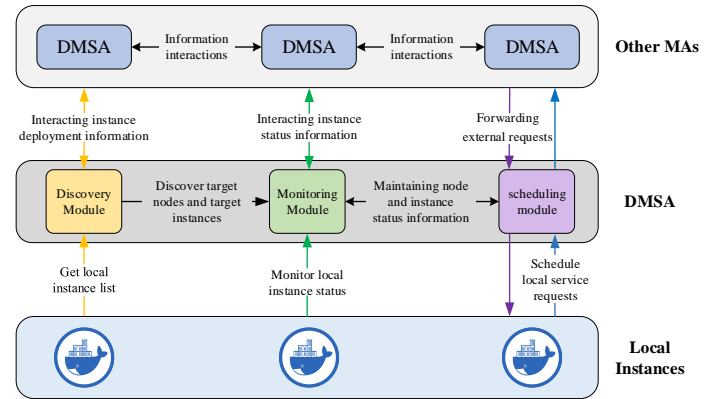 DMSA
Information
interactions
DMSA
Information
interactions
DMSA
Other MAs
Interacting instance
deployment information
Interacting instance
status information
Forwarding
external requests
Discovery
Module
Discover target
nodes and target
instances
Monitoring
Module
Maintaining node
and instance
status information
scheduling
module
DMSA
Get local
instance list
Monitor local
instance status
Schedule
local service
requests
Local
Instances